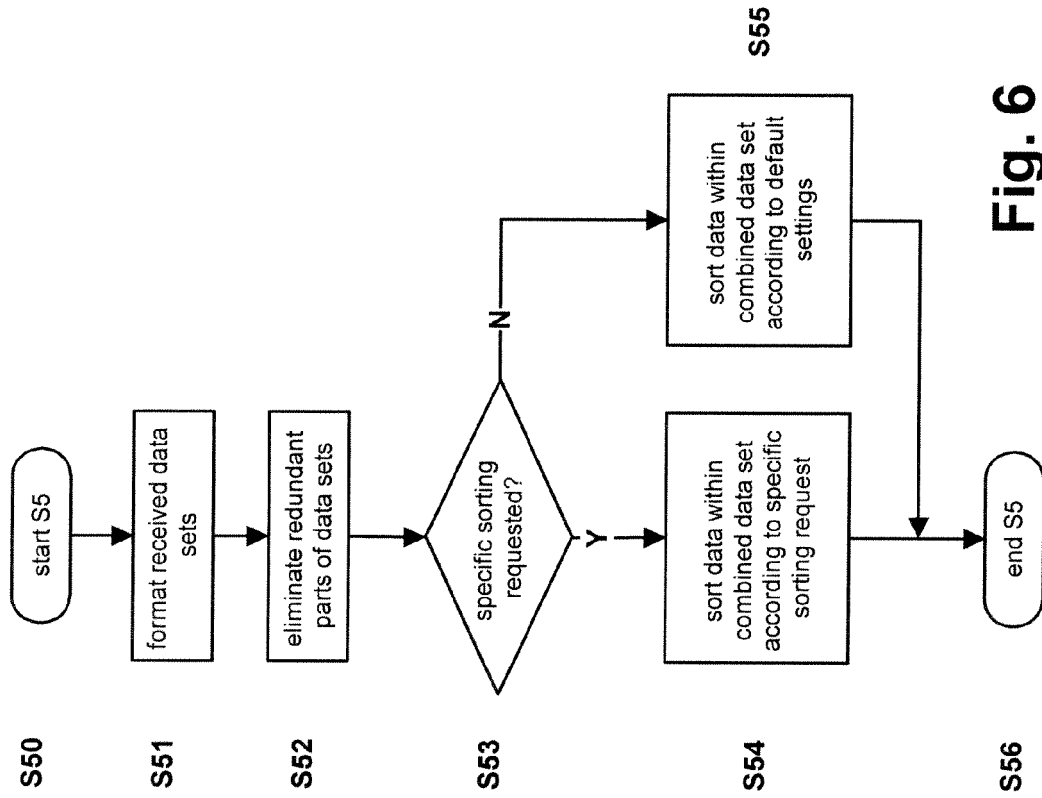 S50
start S5
S51
format received data
sets
S52
eliminate redundant
parts of data sets
S53
specific sorting
requested?
Y
N
S54
sort data within
combined data set
according to specific
sorting request
sort data within
combined data set
according to default
settings
S55
S56
end S5
Fig. 6